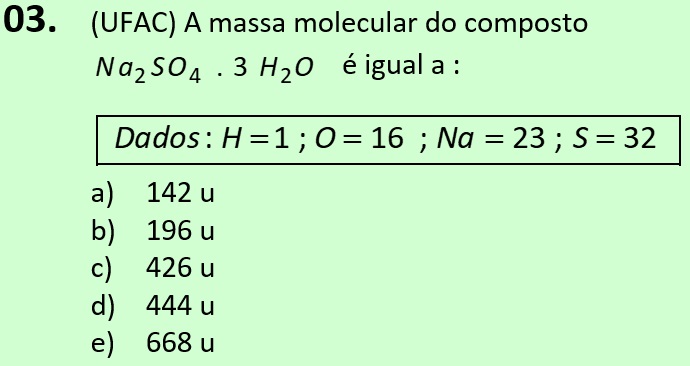 03. (UFAC) A massa molecular do composto
Na₂SO₄ . 3 H₂O é igual a :
Dados : H = 1 ; O = 16 ; Na = 23 ; S = 32
a) 142 u
b) 196 u
c) 426 u
d) 444 u
e) 668 u